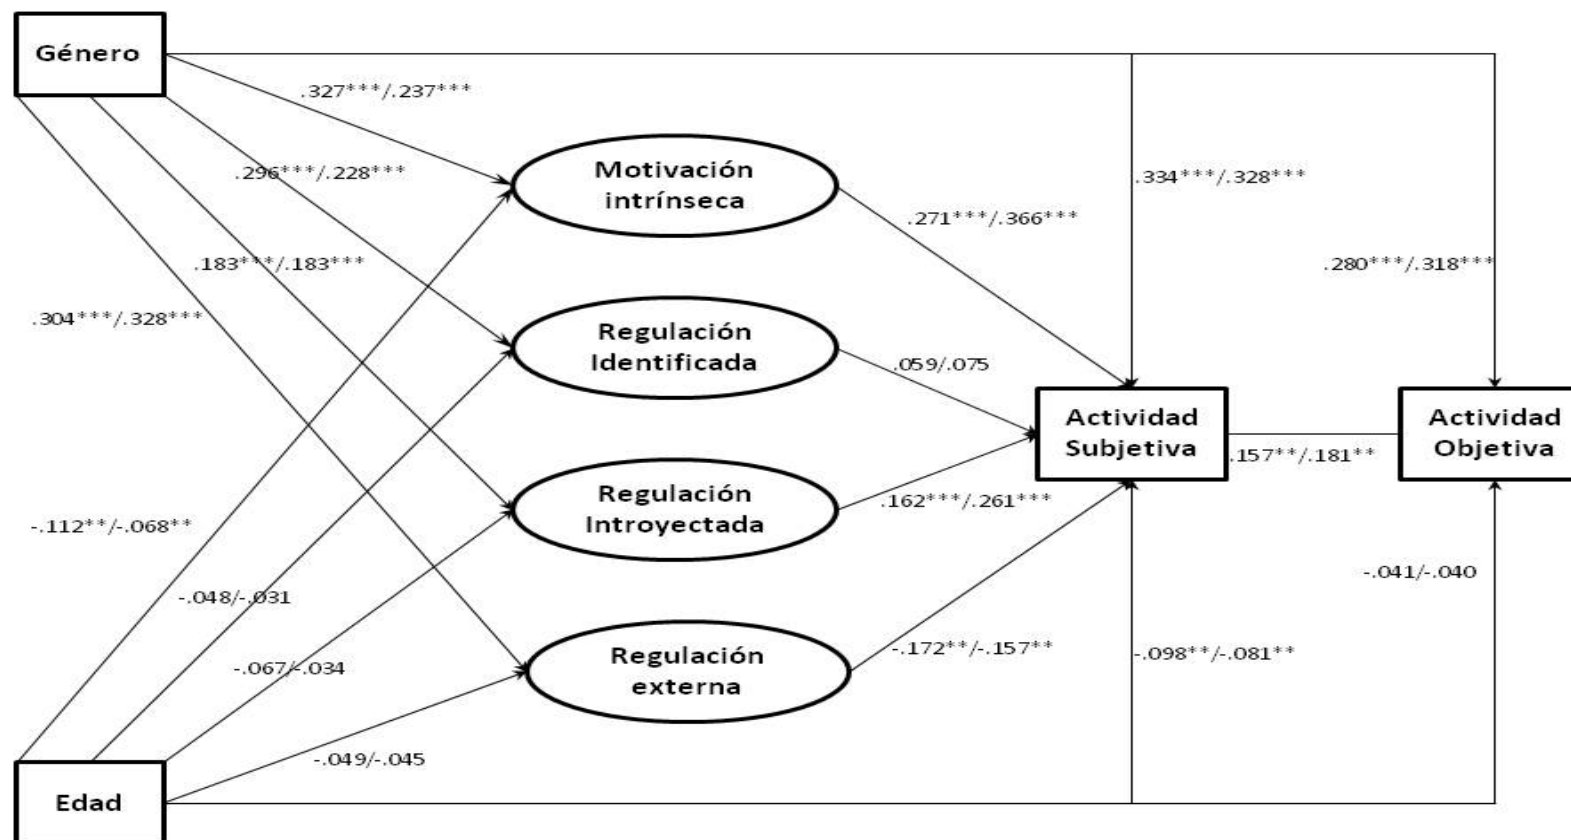 Género
.327***/.237***
Motivación
intrínseca
.296***/.228***
.334***/.328***
.271***/.366***
.183***/.183***
.280***/.318***
.304***/.328***
Regulación
Identificada
.059/.075
Actividad
Subjetiva
Actividad
Objetiva
.157**/.181**
Regulación
Introyectada
.162***/.261***
-.112**/-.068**
-.041/-.040
-.048/-.031
Regulación
externa
-.172**/-.157**
-.098**/-.081**
-.067/-.034
-.049/-.045
Edad